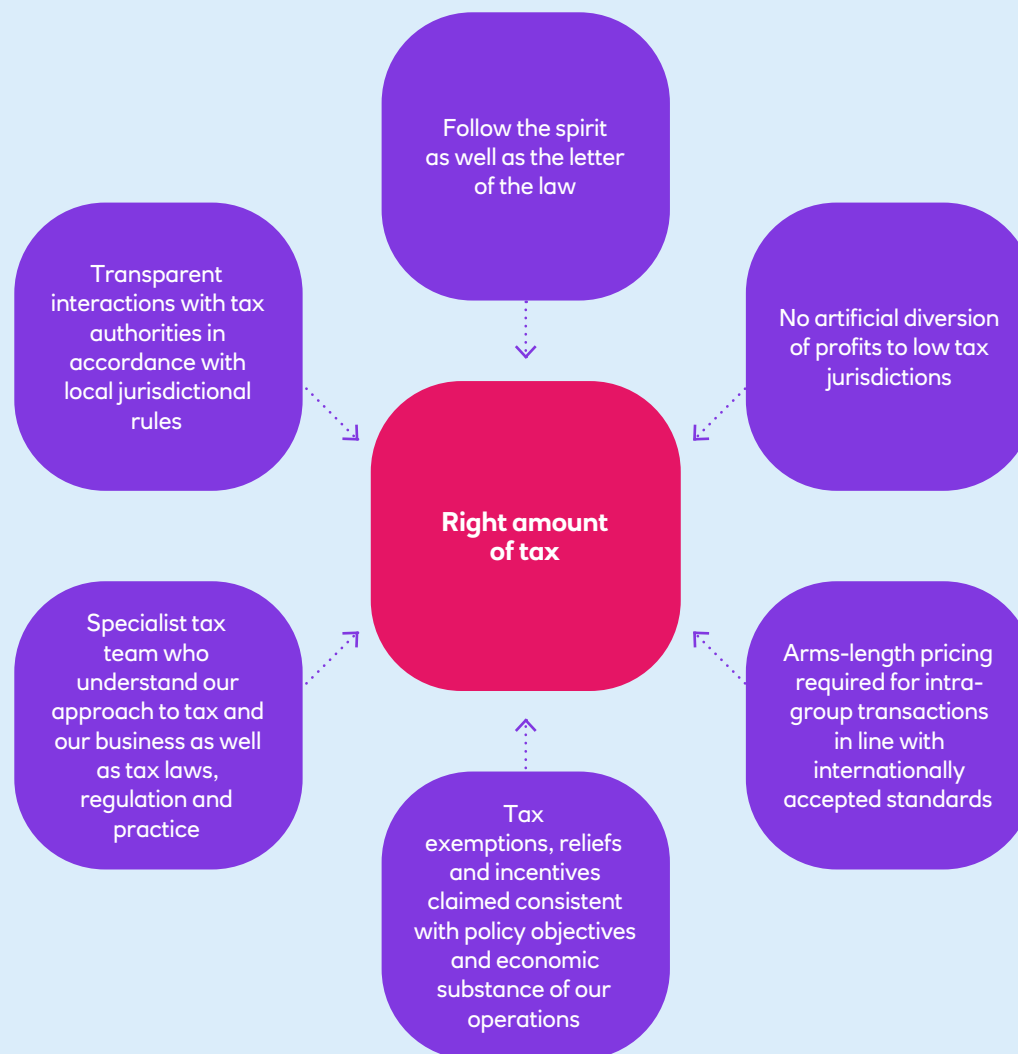 Follow the spirit
as well as the letter
of the law
Transparent
interactions with tax
authorities in
accordance with
local jurisdictional
rules
No artificial diversion
of profits to low tax
jurisdictions
Right amount
of tax
Specialist tax
team who
understand our
approach to tax and
our business as well
as tax laws,
regulation and
practice
Arms-length pricing
required for intra-
group transactions
in line with
internationally
accepted standards
Tax
exemptions, reliefs
and incentives
claimed consistent
with policy objectives
and economic
substance of our
operations